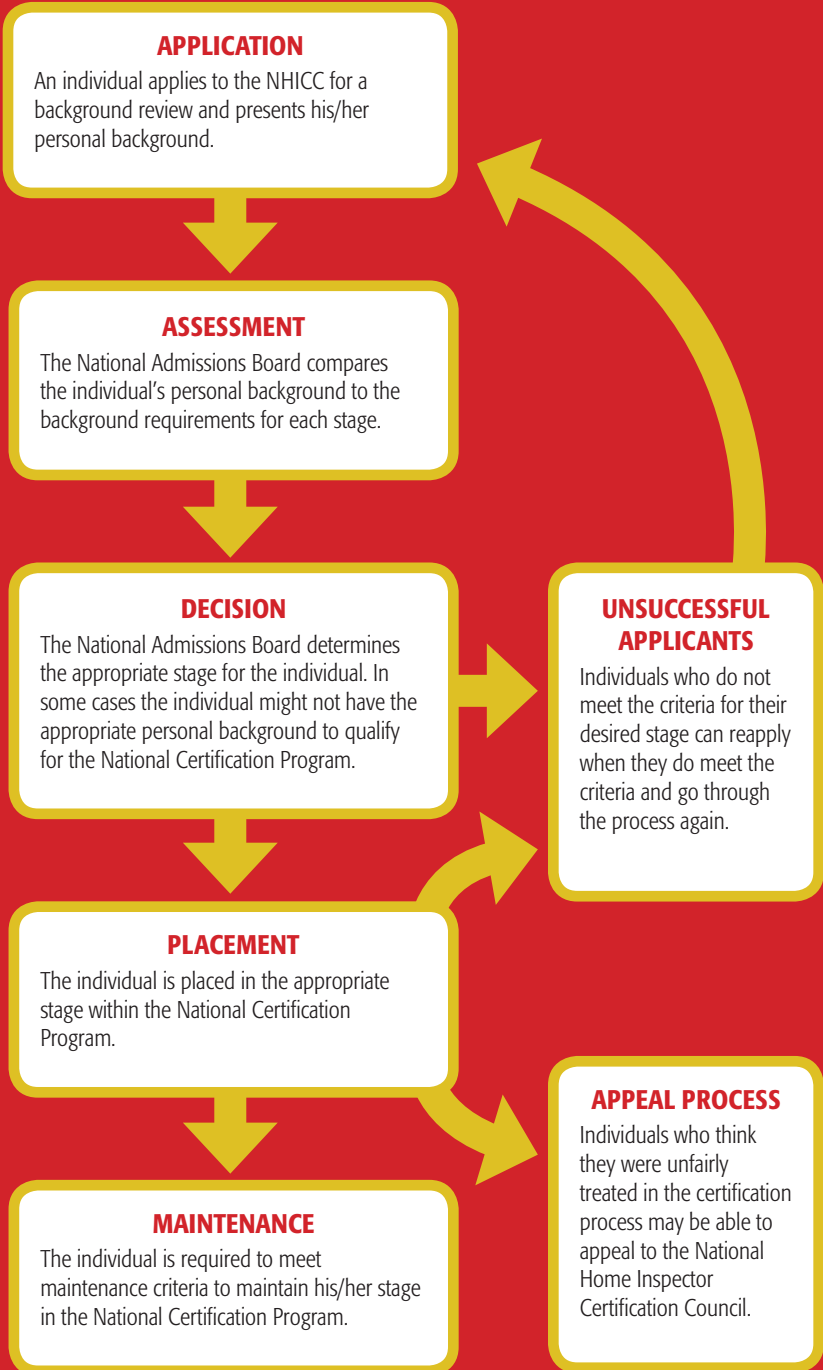 APPLICATION
An individual applies to the NHICC for a
background review and presents his/her
personal background.
ASSESSMENT
The National Admissions Board compares
the individual's personal background to the
background requirements for each stage.
DECISION
The National Admissions Board determines
the appropriate stage for the individual. In
some cases the individual might not have the
appropriate personal background to qualify
for the National Certification Program.
UNSUCCESSFUL
APPLICANTS
Individuals who do not
meet the criteria for their
desired stage can reapply
when they do meet the
criteria and go through
the process again.
PLACEMENT
The individual is placed in the appropriate
stage within the National Certification
Program.
APPEAL PROCESS
Individuals who think
they were unfairly
treated in the certification
process may be able to
appeal to the National
Home Inspector
Certification Council.
MAINTENANCE
The individual is required to meet
maintenance criteria to maintain his/her stage
in the National Certification Program.